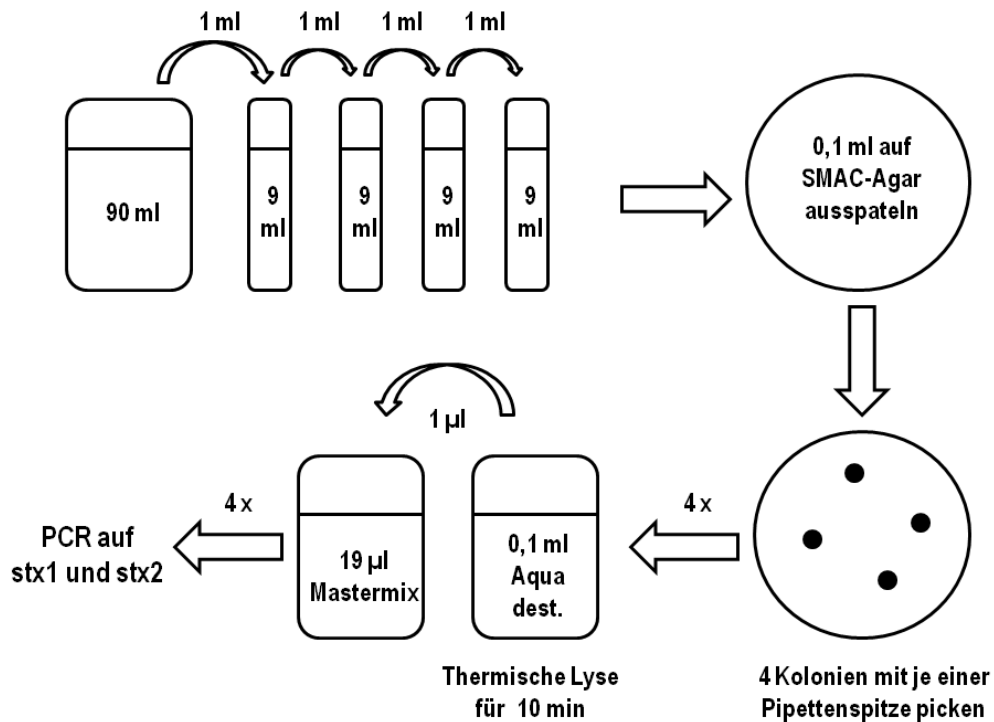 1 ml
1 ml
1 ml
1 ml
90 ml
9
ml
9
ml
9
ml
9
ml
0,1 ml auf
SMAC-Agar
ausspateln
1 µl
4 x
4 x
PCR auf
stx1 und stx2
19 µl
Mastermix
0,1 ml
Aqua
dest.
Thermische Lyse
für 10 min
4 Kolonien mit je einer
Pipettenspitze picken